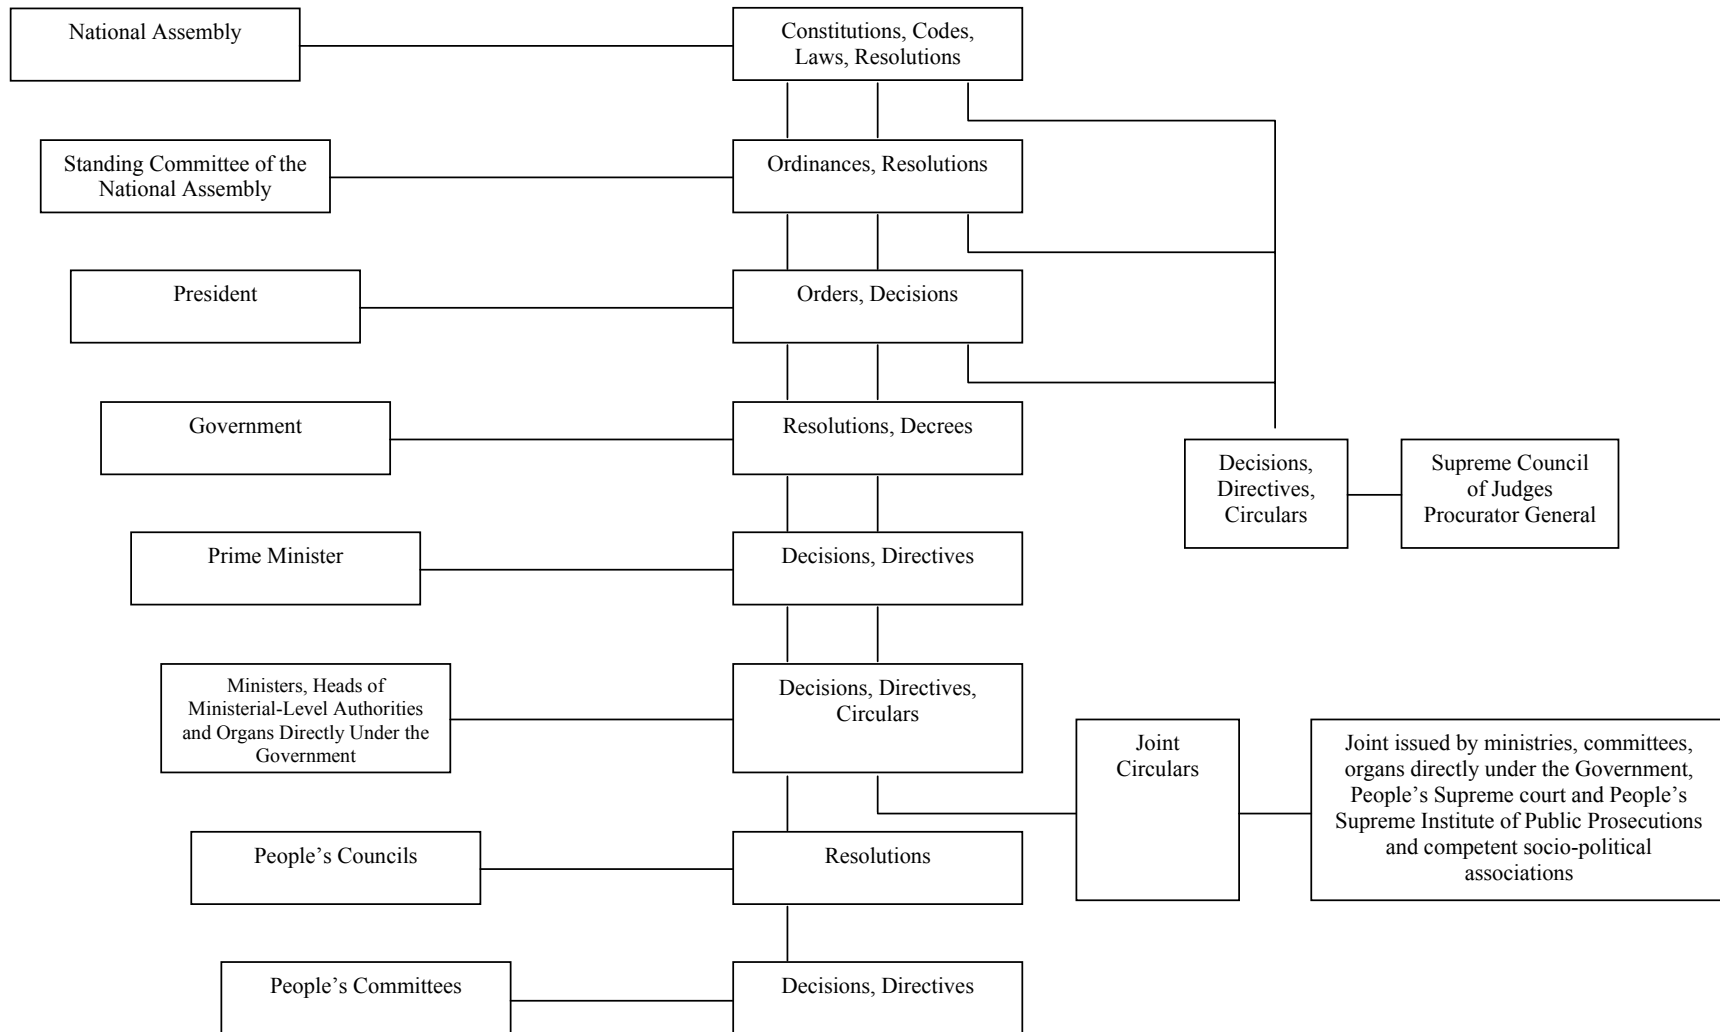 National Assembly
Constitutions, Codes,
Laws, Resolutions
Standing Committee of the
National Assembly
Ordinances, Resolutions
President
Orders, Decisions
Government
Resolutions, Decrees
Decisions,
Directives,
Circulars
Supreme Council
of Judges
Procurator General
Prime Minister
Decisions, Directives
Ministers, Heads of
Ministerial-Level Authorities
and Organs Directly Under the
Government
Decisions, Directives,
Circulars
Joint
Circulars
Joint issued by ministries, committees,
organs directly under the Government,
People’s Supreme court and People’s
Supreme Institute of Public Prosecutions
and competent socio-political
associations
People’s Councils
Resolutions
People’s Committees
Decisions, Directives